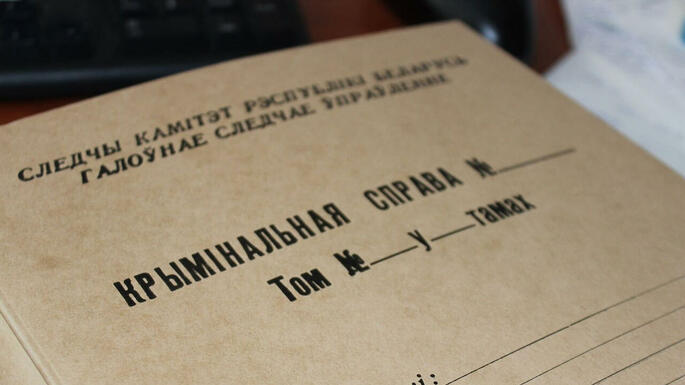 СЛЕДЧЫ КАМІТЭТ РЭСПУБЛІКІ БЕЛАРУСЬ
ГАЛОЎНАЕ СЛЕДЧАЕ ЎПРАЎЛЕННЕ
КРЫМІНАЛЬНАЯ СПРАВА №
Том № у тамах